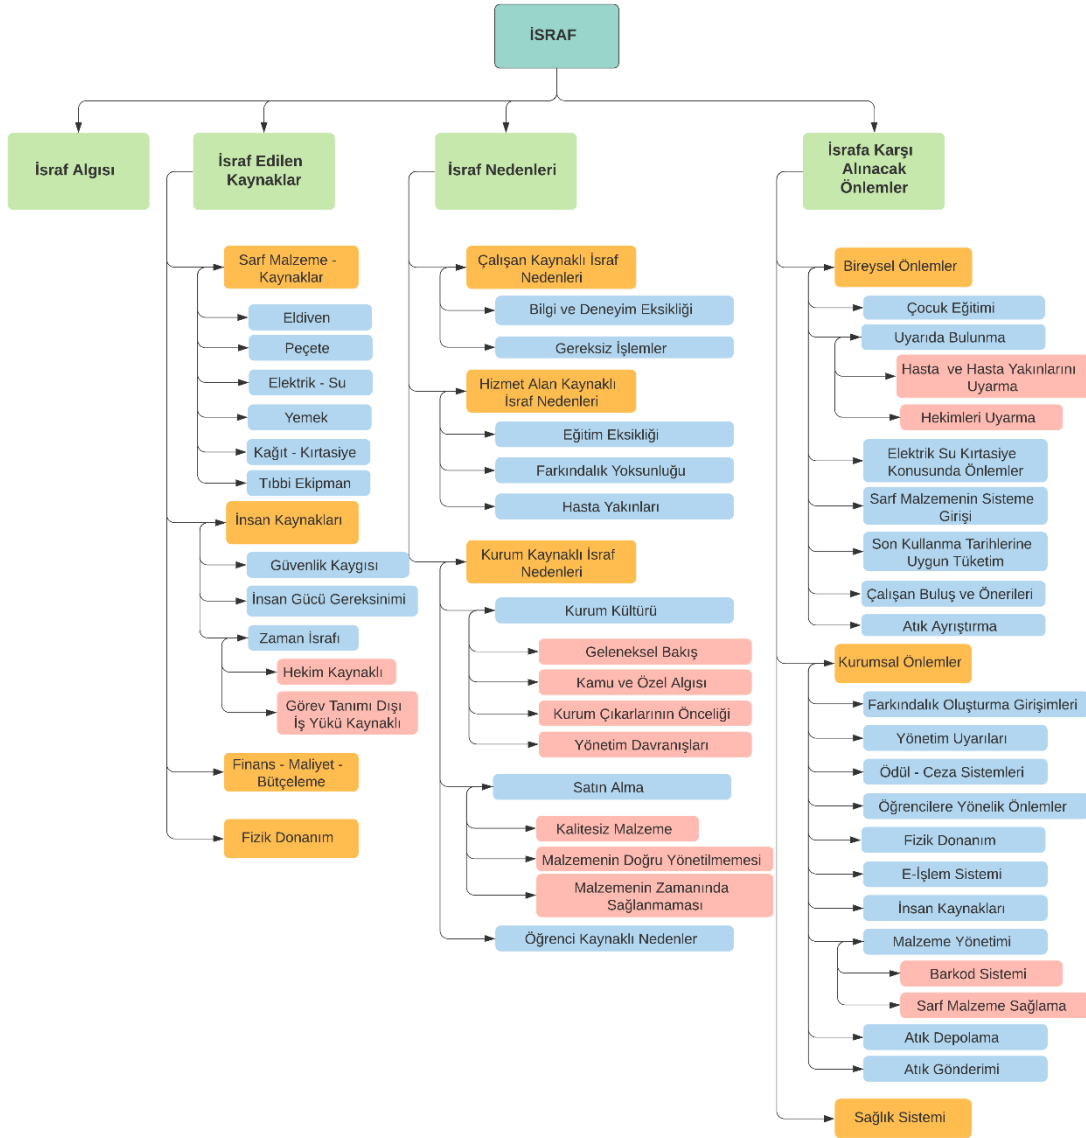 İSRAF
İsraf Algısı
İsraf Edilen
Kaynaklar
Sarf Malzeme -
Kaynaklar
Eldiven
Peçete
Elektrik - Su
Yemek
Kağıt - Kırtasiye
Tıbbi Ekipman
İnsan Kaynakları
Güvenlik Kaygısı
İnsan Gücü Gereksinimi
Zaman İsrafı
Hekim Kaynaklı
Görev Tanımı Dışı
İş Yükü Kaynaklı
Finans - Maliyet -
Bütçeleme
Fizik Donanım
İsraf Nedenleri
Çalışan Kaynaklı İsraf
Nedenleri
Bilgi ve Deneyim Eksikliği
Gereksiz İşlemler
Hizmet Alan Kaynaklı
İsraf Nedenleri
Eğitim Eksikliği
Farkındalık Yoksunluğu
Hasta Yakınları
Kurum Kaynaklı İsraf
Nedenleri
Kurum Kültürü
Geleneksel Bakış
Kamu ve Özel Algısı
Kurum Çıkarlarının Önceliği
Yönetim Davranışları
Satın Alma
Kalitesiz Malzeme
Malzemenin Doğru Yönetilmemesi
Malzemenin Zamanında
Sağlanmaması
Öğrenci Kaynaklı Nedenler
İsrafa Karşı
Alınacak
Önlemler
Bireysel Önlemler
Çocuk Eğitimi
Uyarıda Bulunma
Hasta ve Hasta Yakınlarını
Uyarma
Hekimleri Uyarma
Elektrik Su Kırtasiye
Konusunda Önlemler
Sarf Malzemenin Sisteme
Girişi
Son Kullanma Tarihlerine
Uygun Tüketim
Çalışan Buluş ve Önerileri
Atık Ayrıştırma
Kurumsal Önlemler
Farkındalık Oluşturma Girişimleri
Yönetim Uyarıları
Ödül - Ceza Sistemleri
Öğrencilere Yönelik Önlemler
Fizik Donanım
E-İşlem Sistemi
İnsan Kaynakları
Malzeme Yönetimi
Barkod Sistemi
Sarf Malzeme Sağlama
Atık Depolama
Atık Gönderimi
Sağlık Sistemi